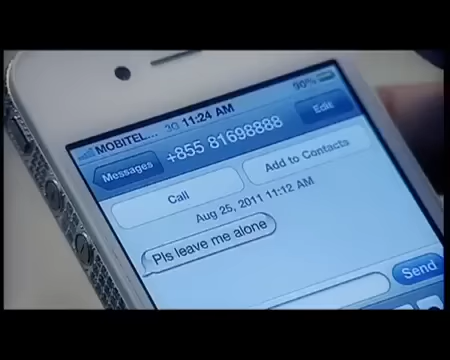 MOBITEL... 3G 11:24 AM 90%
Messages +855 81698888 Edit
Call Add to Contacts
Aug 25, 2011 11:12 AM
Pls leave me alone
Send